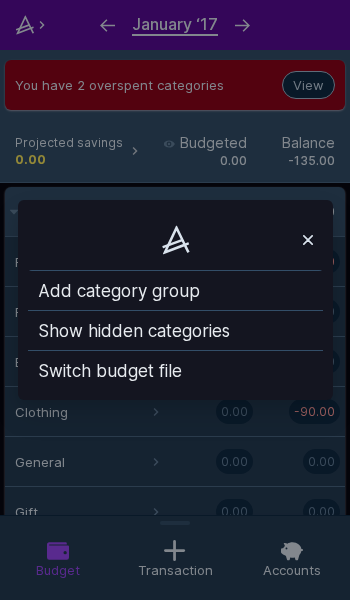 January ‘17
You have 2 overspent categories
View
Projected savings
Budgeted
Balance
0.00
0.00
-135.00
Add category group
Show hidden categories
Switch budget file
Clothing
0.00
-90.00
General
0.00
0.00
Gift
0.00
0.00
Budget
Transaction
Accounts